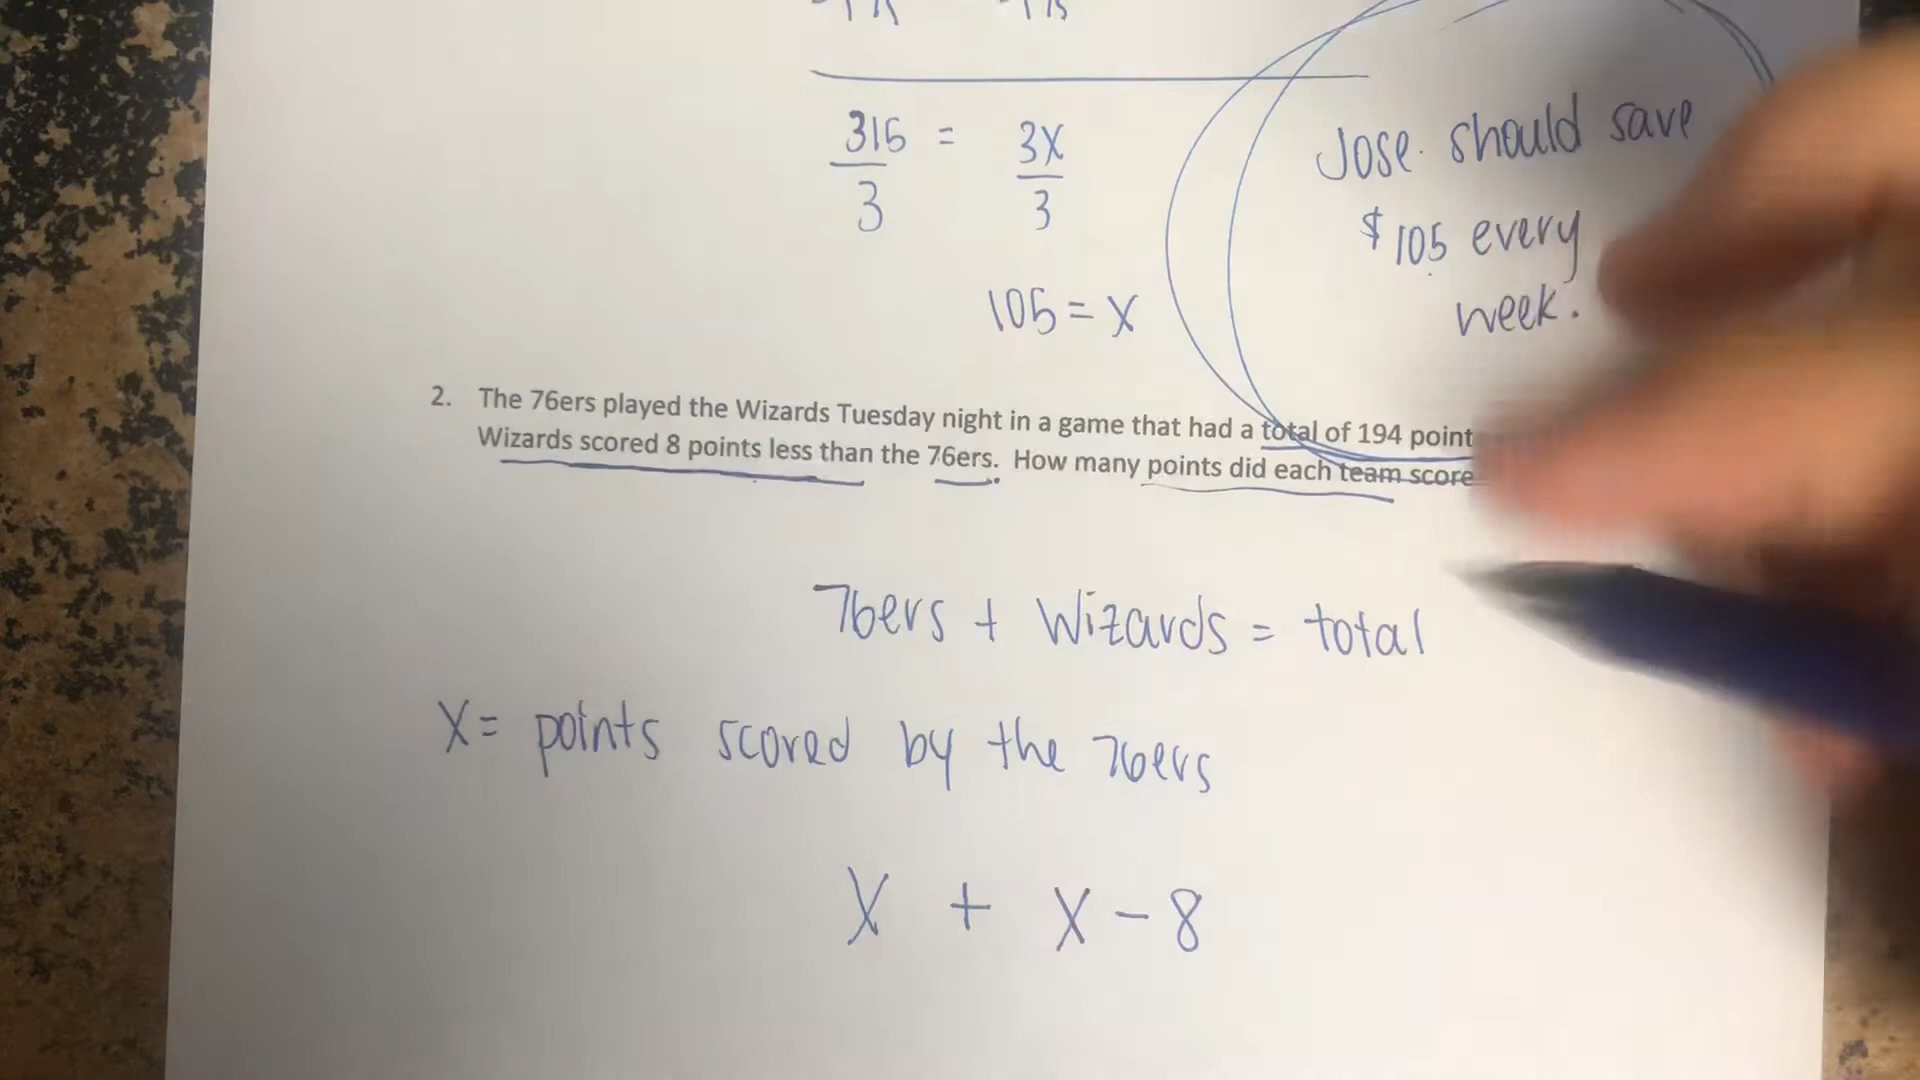 315 = 3X
3 3
105 = X
Jose should save
$105 every
week.
2. The 76ers played the Wizards Tuesday night in a game that had a total of 194 point
Wizards scored 8 points less than the 76ers. How many points did each team score
76ers + Wizards = total
X = points scored by the 76ers
X + X - 8